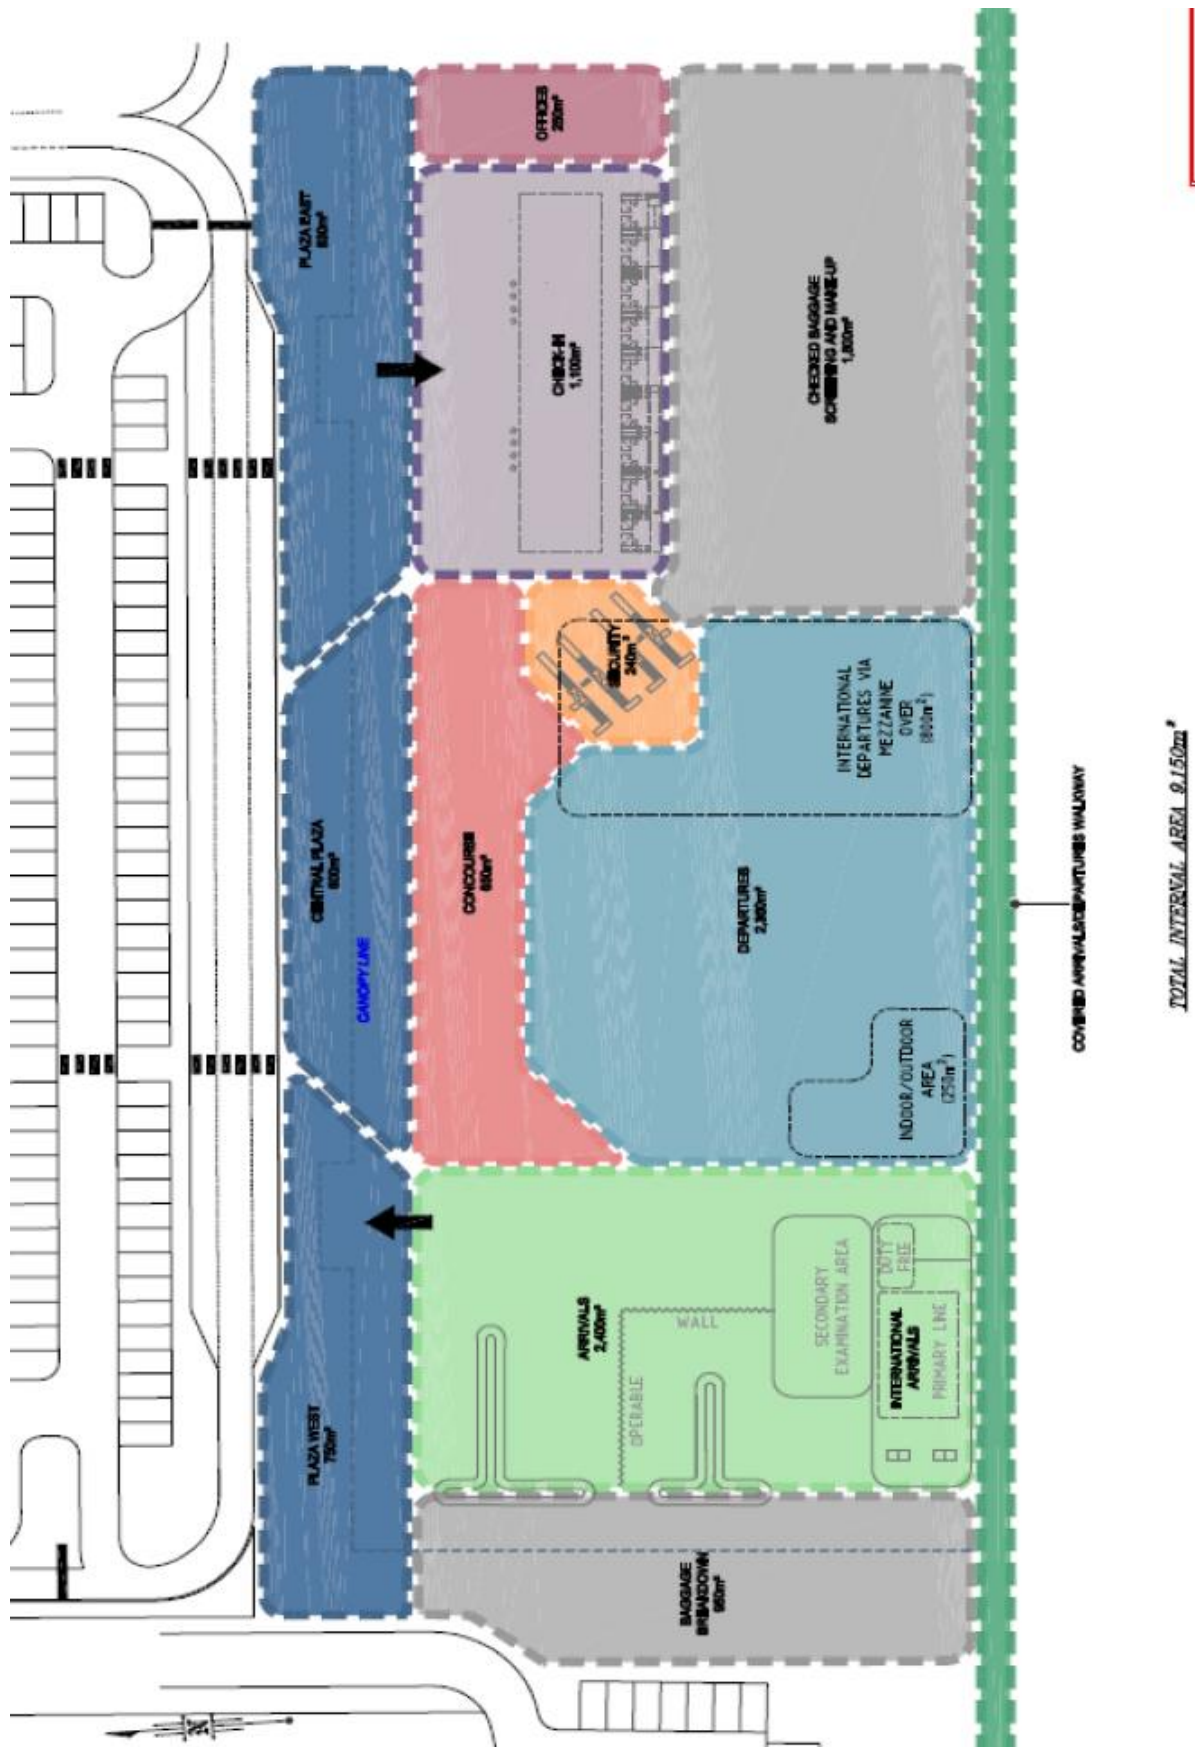 OFFICES
250m²
PLAZA EAST
CHECK-IN
1,100m²
CHECKED BAGGAGE
SCREENING AND MAKE-UP
SECURITY
240m²
INTERNATIONAL
DEPARTURES VIA
MEZZANINE
OVER
(800m²)
CENTRAL PLAZA
CANOPY LINE
CONCOURSE
DEPARTURES
COVERED ARRIVALS/DEPARTURES WALKWAY
TOTAL INTERNAL AREA 9,150m²
INDOOR/OUTDOOR
AREA
(250m²)
PLAZA WEST
750m²
ARRIVALS
2,400m²
OPERABLE
WALL
SECONDARY
EXAMINATION AREA
DUTY
FREE
INTERNATIONAL
ARRIVALS
PRIMARY LINE
BAGGAGE
BREAKDOWN
N